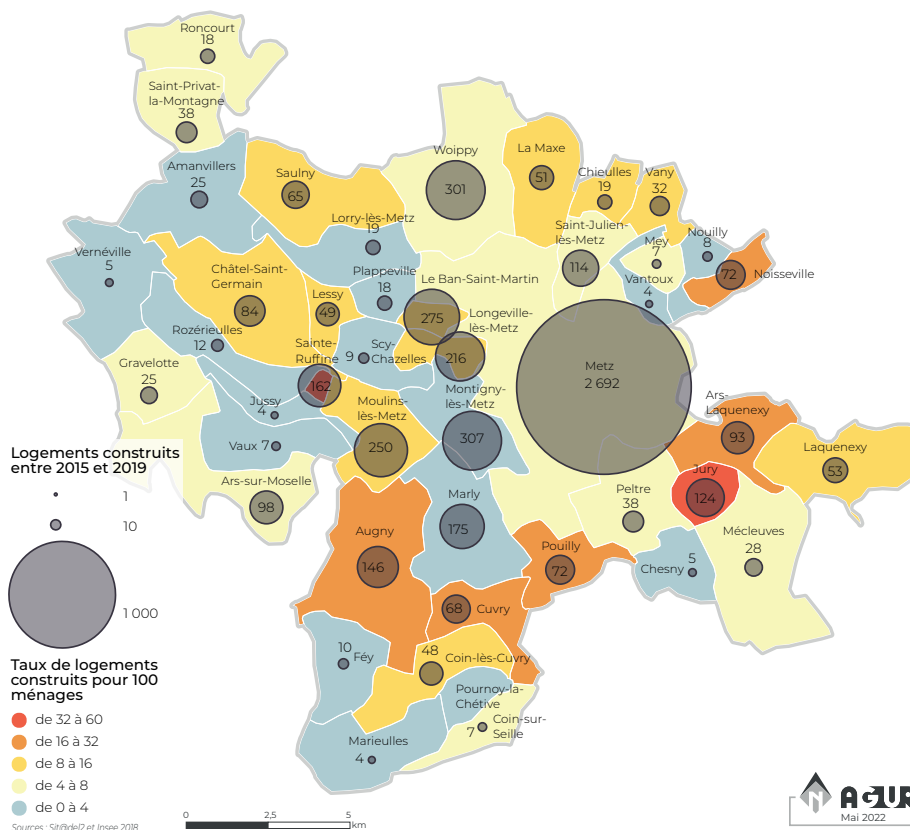 Roncourt
18
Saint-Privat-
la-Montagne
38
Amanvillers
25
Saulny
65
Woippy
301
La Maxe
51
Chieulles
19
Vany
32
Lorry-lès-Metz
19
Saint-Julien-
lès-Metz
114
Mey
7
Nouilly
8
Noisseville
72
Vantoux
4
Vernéville
5
Châtel-Saint-
Germain
84
Lessy
49
Plappeville
18
Le Ban-Saint-Martin
275
Longeville-
lès-Metz
216
Rozérieulles
12
Sainte-
Ruffine
162
Scy-
Chazelles
9
Metz
2 692
Gravelotte
25
Jussy
4
Moulins-
lès-Metz
250
Montigny-
lès-Metz
307
Ars-
Laquenexy
93
Vaux 7
Laquenexy
53
Logements construits
entre 2015 et 2019
1
10
1 000
Ars-sur-Moselle
98
Marly
175
Peltre
38
Jury
124
Mécleuves
28
Augny
146
Pouilly
72
Chesny
5
Cuvry
68
Féy
10
48
Coin-lès-Cuvry
Pournoy-la-
Chétive
7
Coin-sur-
Seille
Marieulles
4
Taux de logements
construits pour 100
ménages
de 32 à 60
de 16 à 32
de 8 à 16
de 4 à 8
de 0 à 4
Sources : Sit@del2 et Insee 2018
0 2,5 5
km
N
AGUR
Mai 2022